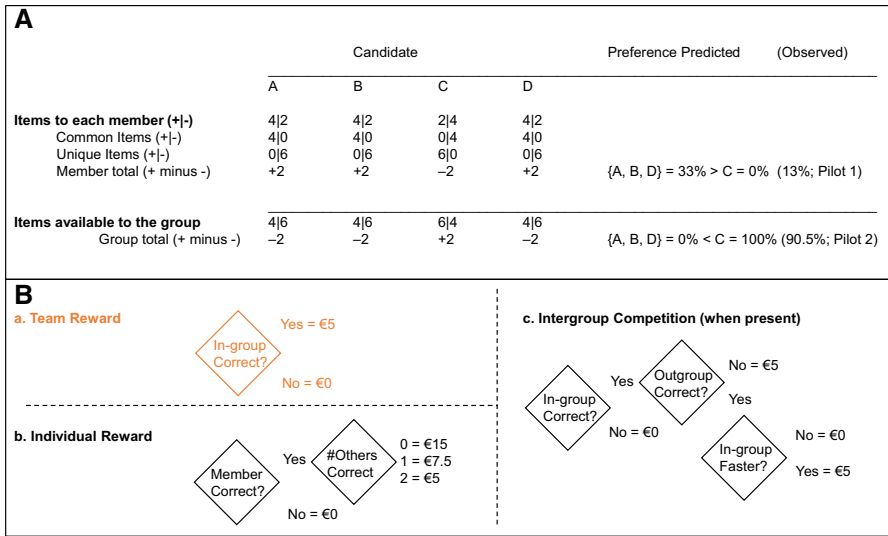 A
Candidate Preference Predicted (Observed)
A B C D
Items to each member (+|-) 4|2 4|2 2|4 4|2
Common Items (+|-) 4|0 4|0 0|4 4|0
Unique Items (+|-) 0|6 0|6 6|0 0|6
Member total (+ minus -) +2 +2 –2 +2 {A, B, D} = 33% > C = 0% (13%; Pilot 1)
Items available to the group 4|6 4|6 6|4 4|6
Group total (+ minus -) –2 –2 +2 –2 {A, B, D} = 0% < C = 100% (90.5%; Pilot 2)
B
a. Team Reward
In-group
Correct?
Yes = €5
No = €0
b. Individual Reward
Member
Correct?
Yes
No = €0
#Others
Correct
0 = €15
1 = €7.5
2 = €5
c. Intergroup Competition (when present)
In-group
Correct?
Yes
No = €0
Outgroup
Correct?
No = €5
Yes
In-group
Faster?
No = €0
Yes = €5